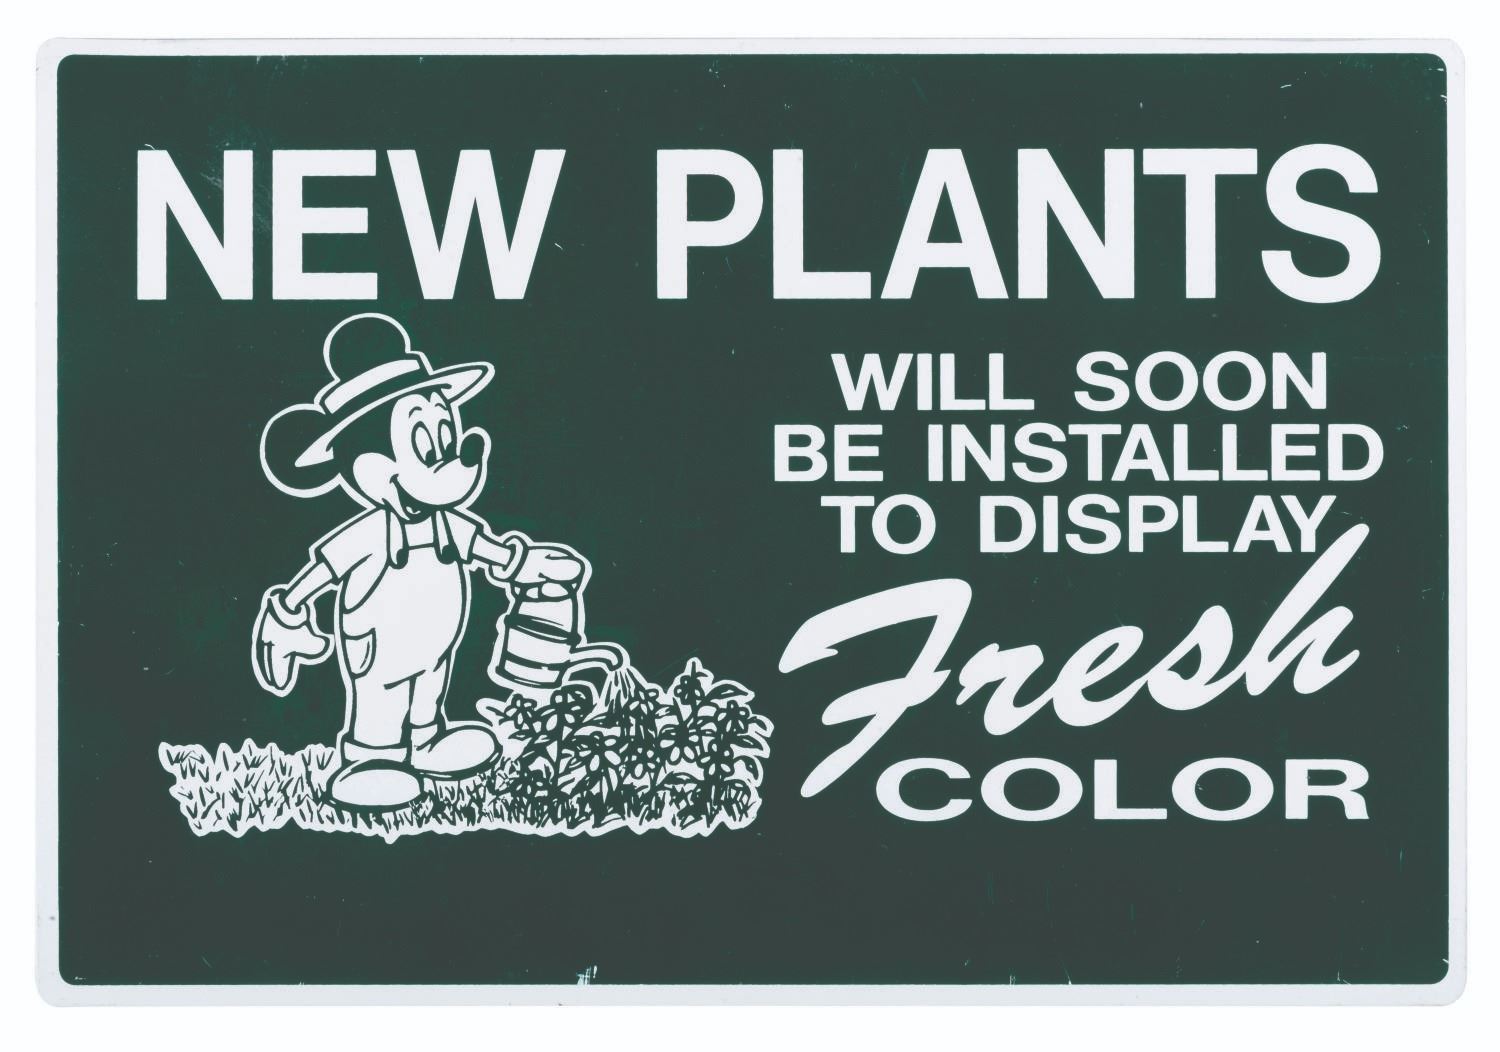 NEW PLANTS
WILL SOON
BE INSTALLED
TO DISPLAY
Fresh
COLOR